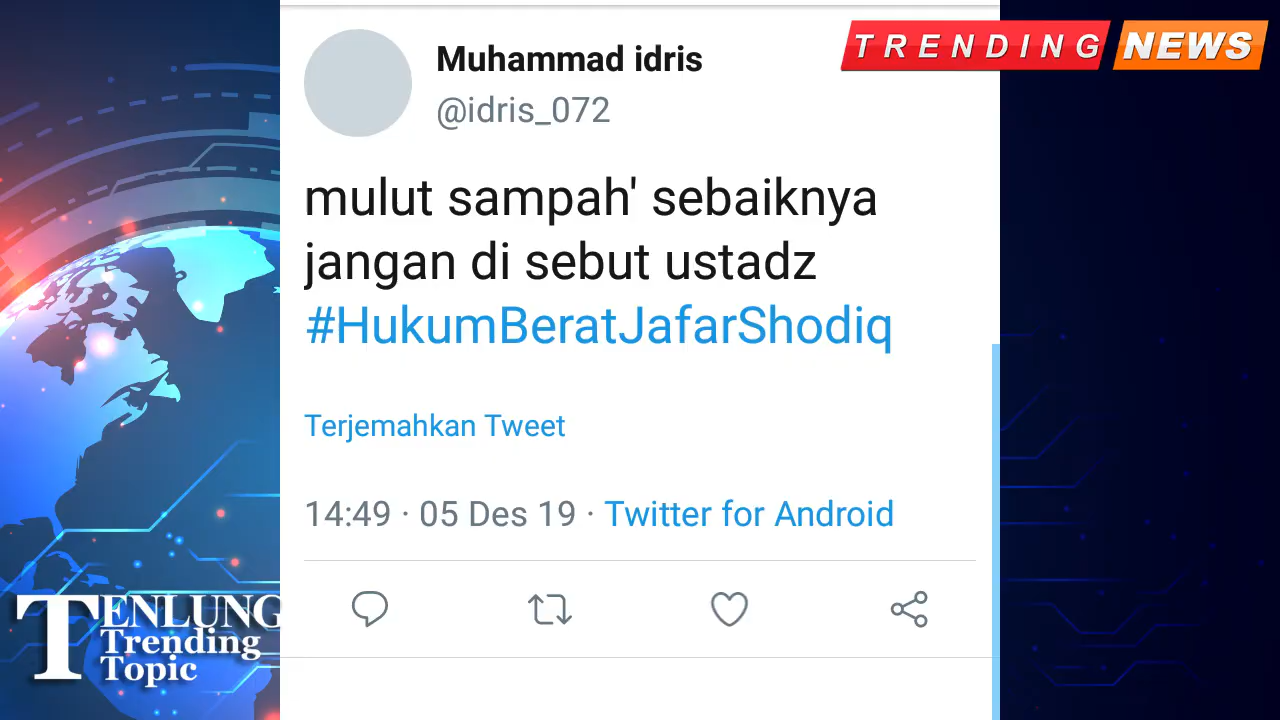 TRENDING NEWS
Muhammad idris
@idris_072
mulut sampah' sebaiknya
jangan di sebut ustadz
#HukumBeratJafarShodiq
Terjemahkan Tweet
14:49 · 05 Des 19 · Twitter for Android
TENLUNG
Trending
Topic